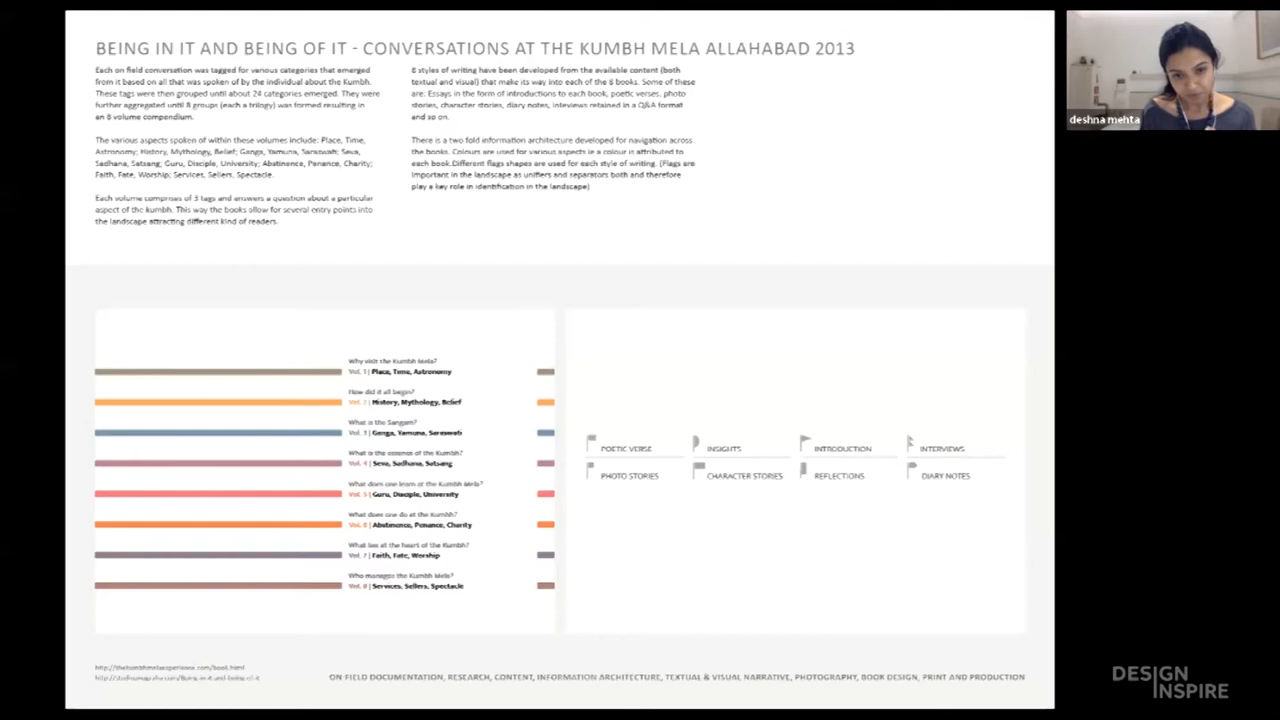 BEING IN IT AND BEING OF IT - CONVERSATIONS AT THE KUMBH MELA ALLAHABAD 2013
Each on field conversation was tagged for various categories that emerged
from it based on all that was spoken of by the individual about the Kumbh.
These tags were then grouped until about 24 categories emerged. They were
further aggregated until 8 groups (each a trilogy) was formed resulting in
an 8 volume compendium.
The various aspects spoken of within these volumes include: Place, Time,
Astronomy; History, Mythology, Belief; Ganga, Yamuna, Saraswati; Seva,
Sadhana, Satsang; Guru, Disciple, University; Abstinence, Penance, Charity;
Faith, Fate, Worship; Services, Sellers, Spectacle.
Each volume comprises of 3 tags and answers a question about a particular
aspect of the kumbh. This way the books allow for several entry points into
the landscape attracting different kind of readers.
8 styles of writing have been developed from the available content (both
textual and visual) that make its way into each of the 8 books. Some of these
are: Essays in the form of introductions to each book, poetic verses, photo
stories, character stories, diary notes, inteviews retained in a Q&A format
and so on.
There is a two fold information architecture developed for navigation across
the books. Colours are used for various aspects in a colour is attributed to
each book.Different flags shapes are used for each style of writing. (Flags are
important in the landscape as unifiers and separators both and therefore
play a key role in identification in the landscape)
Why visit the Kumbh Mela?
Vol. 1 | Place, Time, Astronomy
How did it all begin?
Vol. 2 | History, Mythology, Belief
What is the Sangam?
Vol. 3 | Ganga, Yamuna, Saraswati
What is the essence of the Kumbh?
Vol. 4 | Seva, Sadhana, Satsang
What does one learn at the Kumbh Mela?
Vol. 5 | Guru, Disciple, University
What does one do at the Kumbh?
Vol. 6 | Abstinence, Penance, Charity
What lies at the heart of the Kumbh?
Vol. 7 | Faith, Fate, Worship
Who manages the Kumbh Mela?
Vol. 8 | Services, Sellers, Spectacle
POETIC VERSE
INSIGHTS
INTRODUCTION
INTERVIEWS
PHOTO STORIES
CHARACTER STORIES
REFLECTIONS
DIARY NOTES
http://thekumbhmelaexperience.com/book.html
ON FIELD DOCUMENTATION, RESEARCH, CONTENT, INFORMATION ARCHITECTURE, TEXTUAL & VISUAL NARRATIVE, PHOTOGRAPHY, BOOK DESIGN, PRINT AND PRODUCTION
deshna mehta
DESIGN
INSPIRE